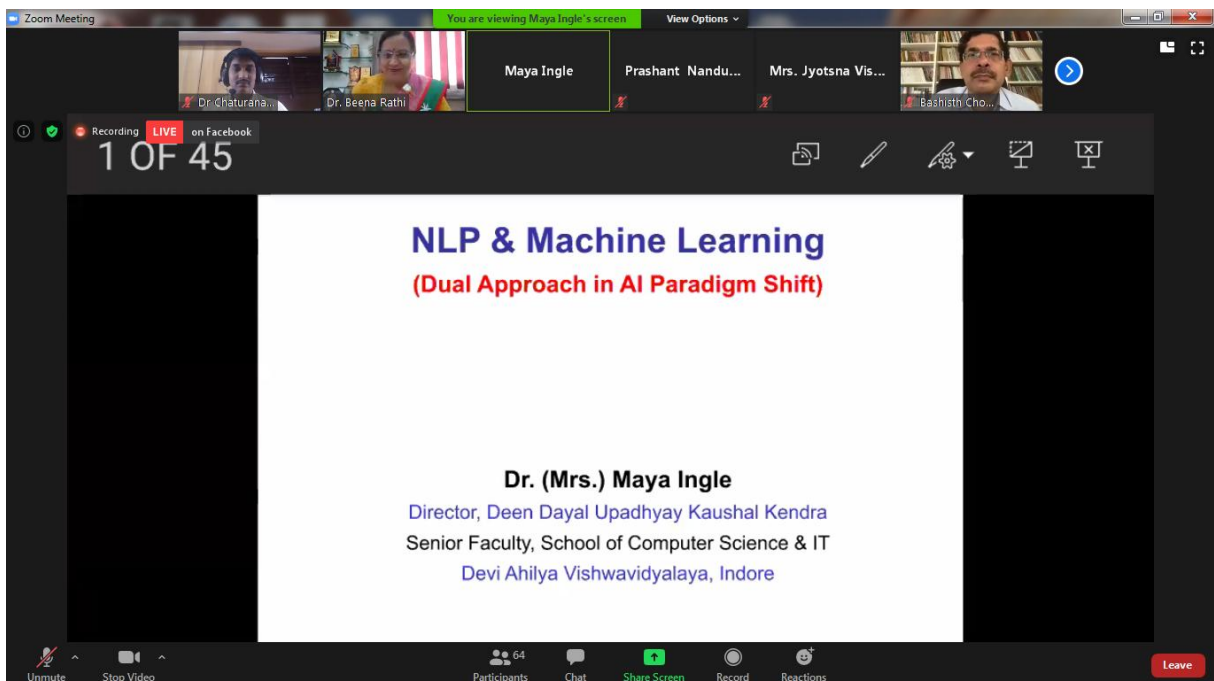 Zoom Meeting
You are viewing Maya Ingle's screen
View Options
Dr Chaturana...
Dr. Beena Rathi
Maya Ingle
Prashant Nandu...
Mrs. Jyotsna Vis...
Bashisth Cho...
Recording LIVE on Facebook
1 OF 45
NLP & Machine Learning
(Dual Approach in AI Paradigm Shift)
Dr. (Mrs.) Maya Ingle
Director, Deen Dayal Upadhyay Kaushal Kendra
Senior Faculty, School of Computer Science & IT
Devi Ahilya Vishwavidyalaya, Indore
64
Unmute
Stop Video
Participants
Chat
Share Screen
Record
Reactions
Leave